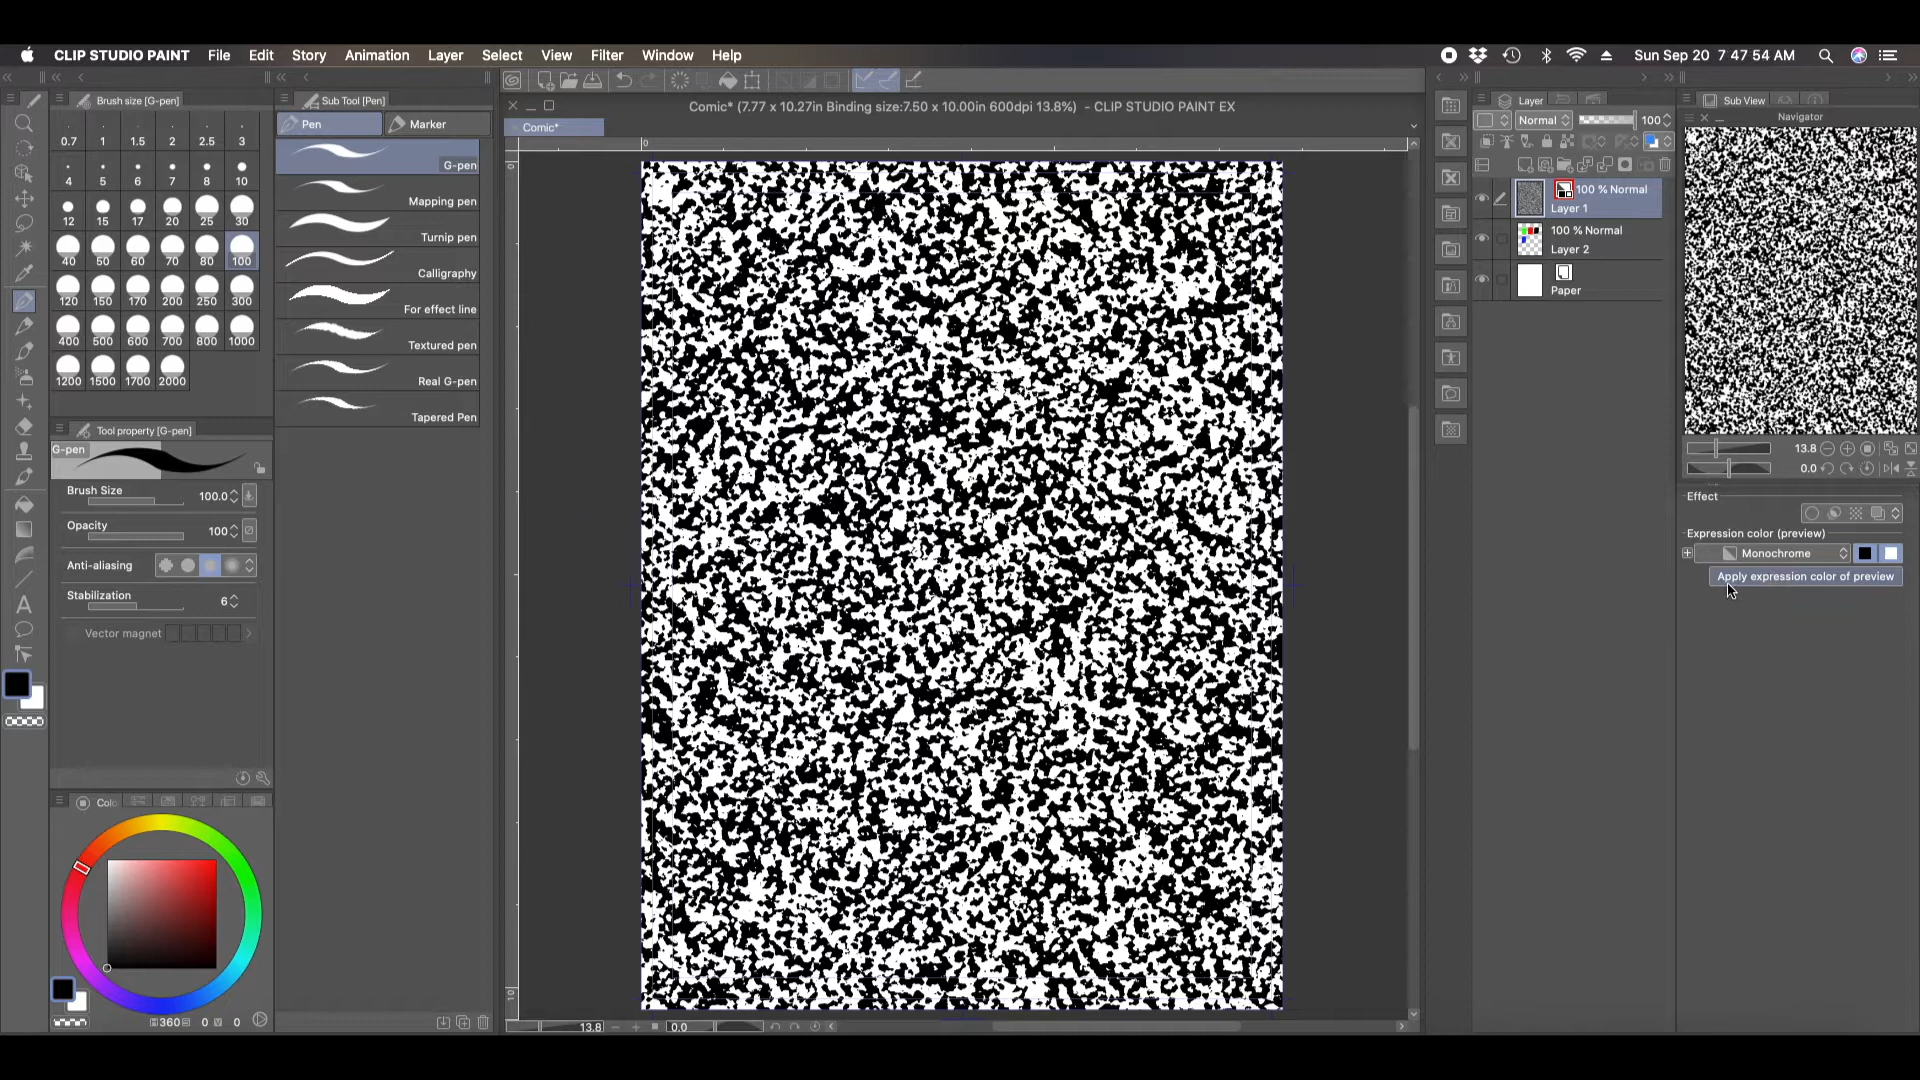 CLIP STUDIO PAINT File Edit Story Animation Layer Select View Filter Window Help
Sun Sep 20 7 47 54 AM
Brush size [G-pen]
0.7 1 1.5 2 2.5 3
4 5 6 7 8 10
12 15 17 20 25 30
40 50 60 70 80 100
120 150 170 200 250 300
400 500 600 700 800 1000
1200 1500 1700 2000
Tool property [G-pen]
G-pen
Brush Size 100.0
Opacity 100
Anti-aliasing
Stabilization 6
Vector magnet
Colo
360 0 0
Sub Tool [Pen]
Pen Marker
G-pen
Mapping pen
Turnip pen
Calligraphy
For effect line
Textured pen
Real G-pen
Tapered Pen
Comic* (7.77 x 10.27in Binding size:7.50 x 10.00in 600dpi 13.8%) - CLIP STUDIO PAINT EX
Comic*
0
0
10
13.8 0.0
Layer
Normal 100
100 % Normal
Layer 1
100 % Normal
Layer 2
Paper
Sub View
Navigator
13.8
0.0
Effect
Expression color (preview)
Monochrome
Apply expression color of preview